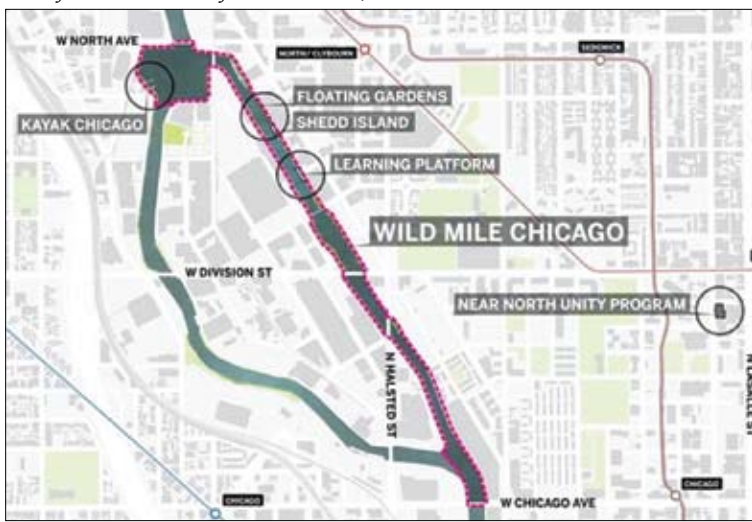 W NORTH AVE
NORTH/CLYBOURN
SEDGWICK
FLOATING GARDENS
SHEDD ISLAND
KAYAK CHICAGO
LEARNING PLATFORM
WILD MILE CHICAGO
W DIVISION ST
NEAR NORTH UNITY PROGRAM
N HALSTED ST
N LASALLE ST
CHICAGO
CHICAGO
W CHICAGO AVE